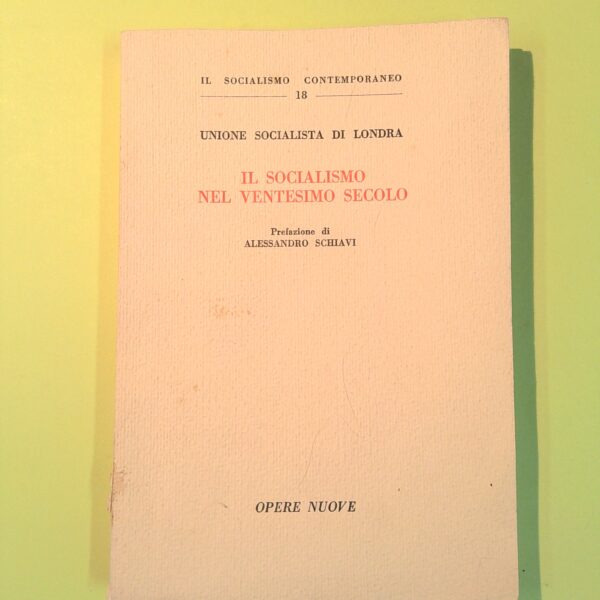 IL SOCIALISMO CONTEMPORANEO
18
UNIONE SOCIALISTA DI LONDRA
IL SOCIALISMO
NEL VENTESIMO SECOLO
Prefazione di
ALESSANDRO SCHIAVI
OPERE NUOVE